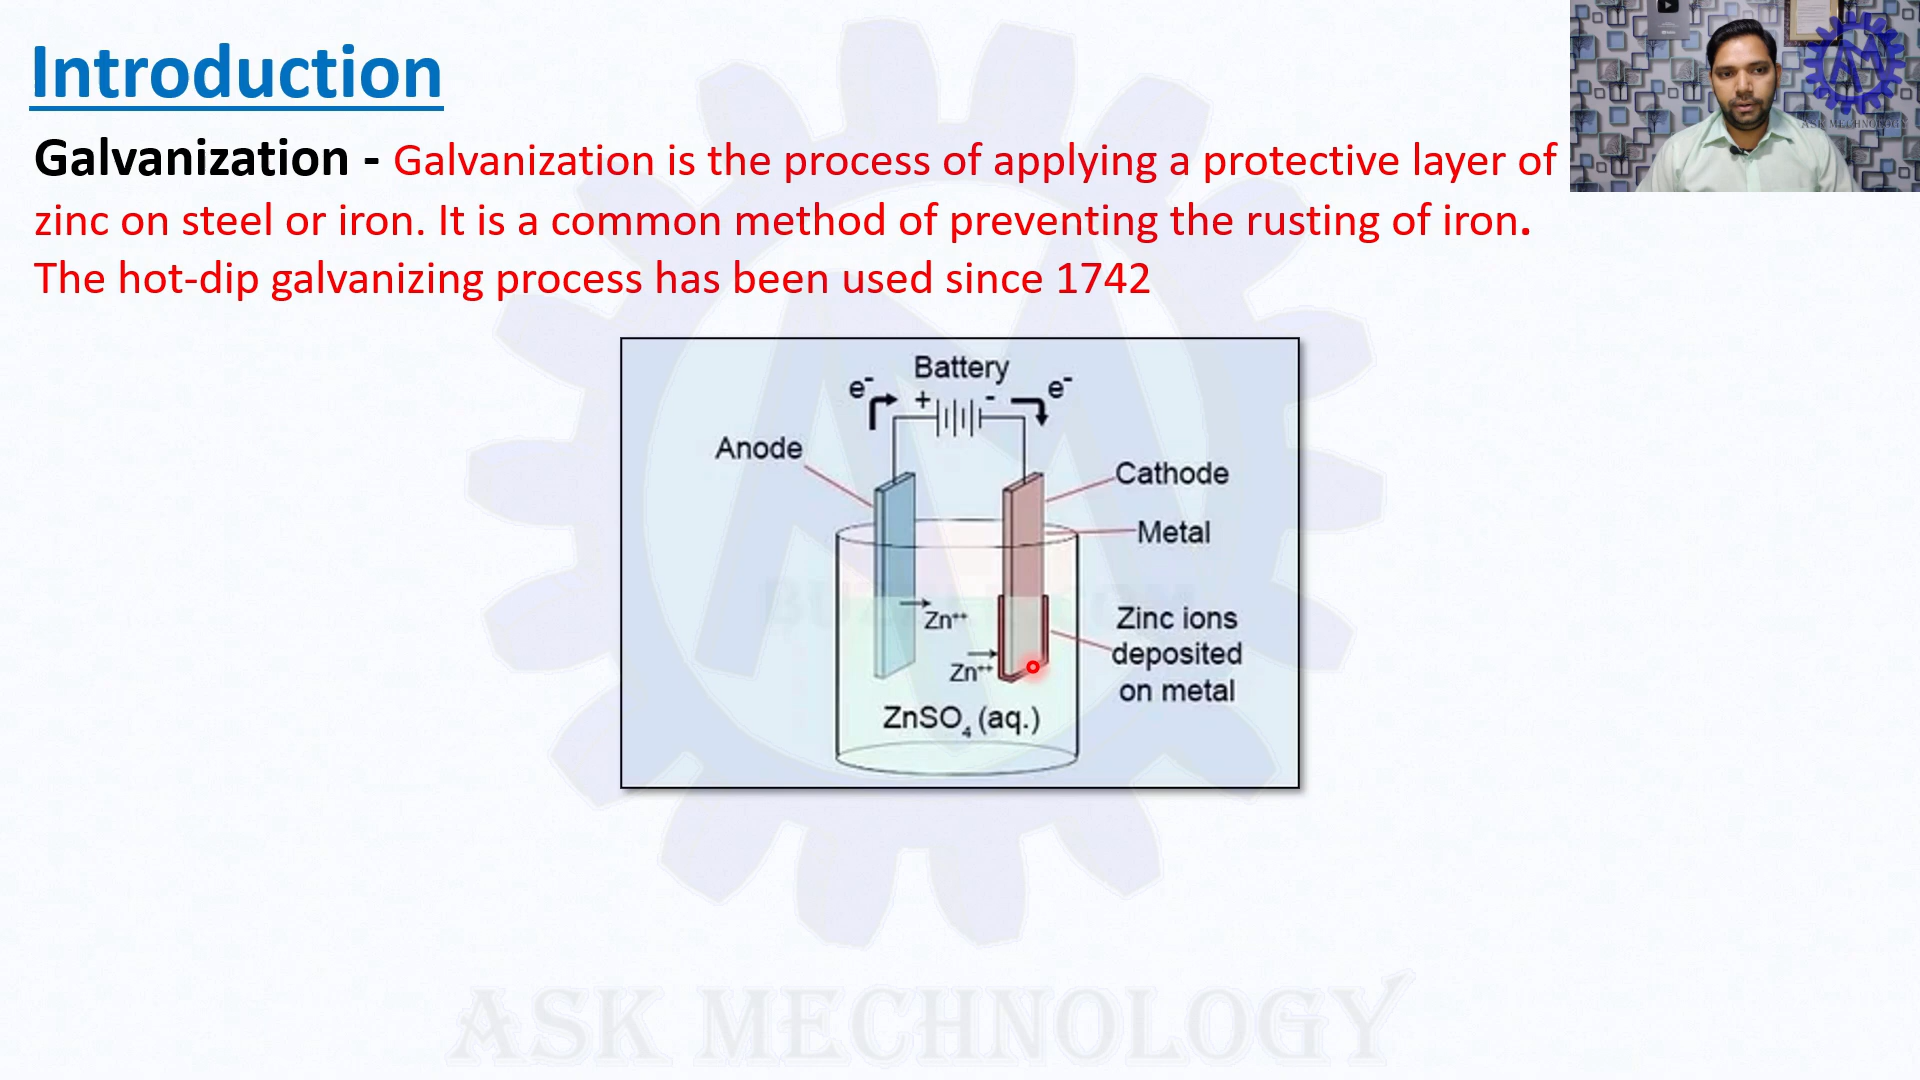 Introduction
Galvanization - Galvanization is the process of applying a protective layer of
zinc on steel or iron. It is a common method of preventing the rusting of iron.
The hot-dip galvanizing process has been used since 1742
Battery
e-
+
-
e-
Anode
Cathode
Metal
Zn++
Zn++
Zinc ions
deposited
on metal
ZnSO4 (aq.)
ASK MECHNOLOGY
ASK MECHNOLOGY